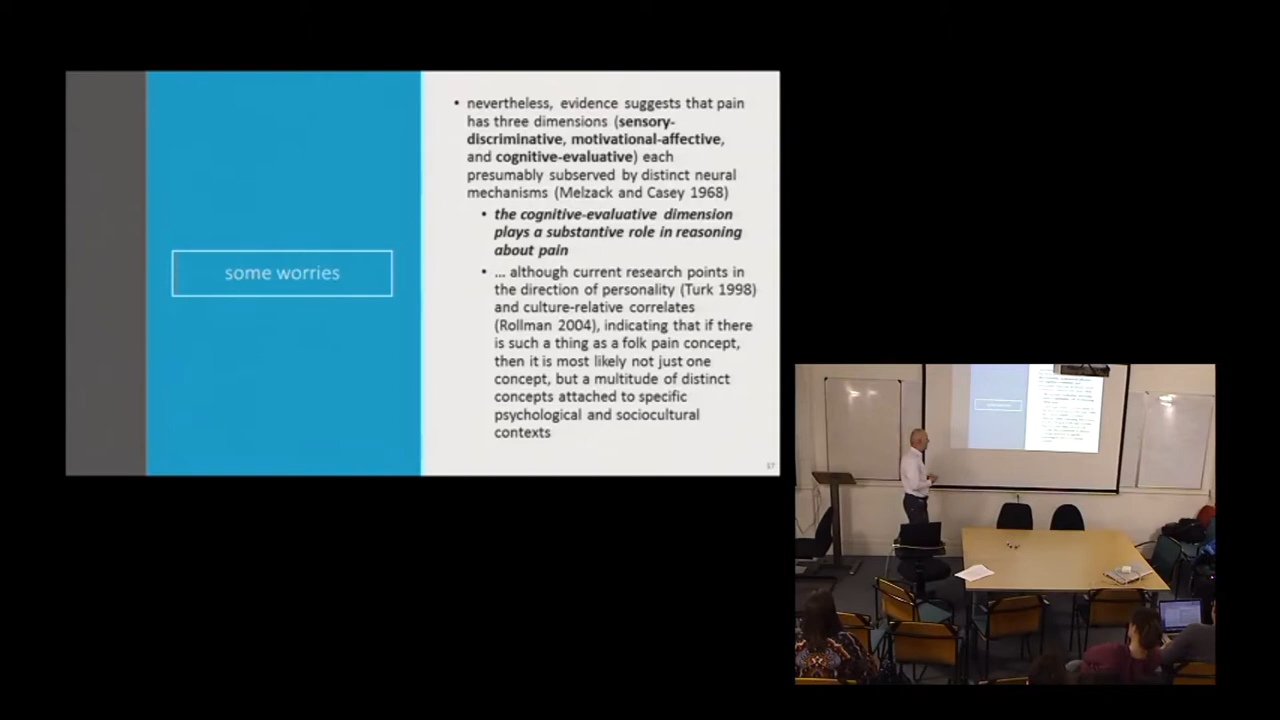 some worries
• nevertheless, evidence suggests that pain
has three dimensions (sensory-
discriminative, motivational-affective,
and cognitive-evaluative) each
presumably subserved by distinct neural
mechanisms (Melzack and Casey 1968)
• the cognitive-evaluative dimension
plays a substantive role in reasoning
about pain
• ... although current research points in
the direction of personality (Turk 1998)
and culture-relative correlates
(Rollman 2004), indicating that if there
is such a thing as a folk pain concept,
then it is most likely not just one
concept, but a multitude of distinct
concepts attached to specific
psychological and sociocultural
contexts
17